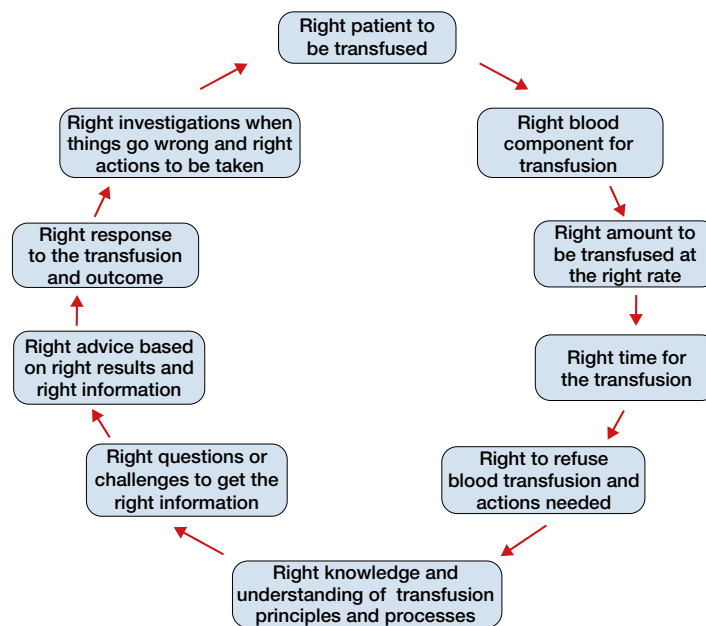 Right patient to
be transfused
Right blood
component for
transfusion
Right amount to
be transfused at
the right rate
Right time for
the transfusion
Right to refuse
blood transfusion and
actions needed
Right knowledge and
understanding of transfusion
principles and processes
Right questions or
challenges to get the
right information
Right advice based
on right results and
right information
Right response
to the transfusion
and outcome
Right investigations when
things go wrong and right
actions to be taken